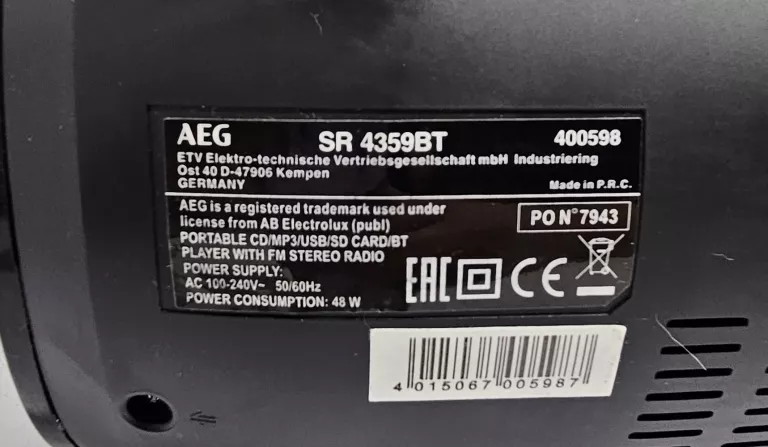 AEG SR 4359BT 400598
ETV Elektro-technische Vertriebsgesellschaft mbH Industriering
Ost 40 D-47906 Kempen
GERMANY Made in P.R.C.
AEG is a registered trademark used under
license from AB Electrolux (publ)
PO N° 7943
PORTABLE CD/MP3/USB/SD CARD/BT
PLAYER WITH FM STEREO RADIO
POWER SUPPLY:
AC 100-240V~ 50/60Hz
POWER CONSUMPTION: 48 W
EAC CE
4 015067 005987